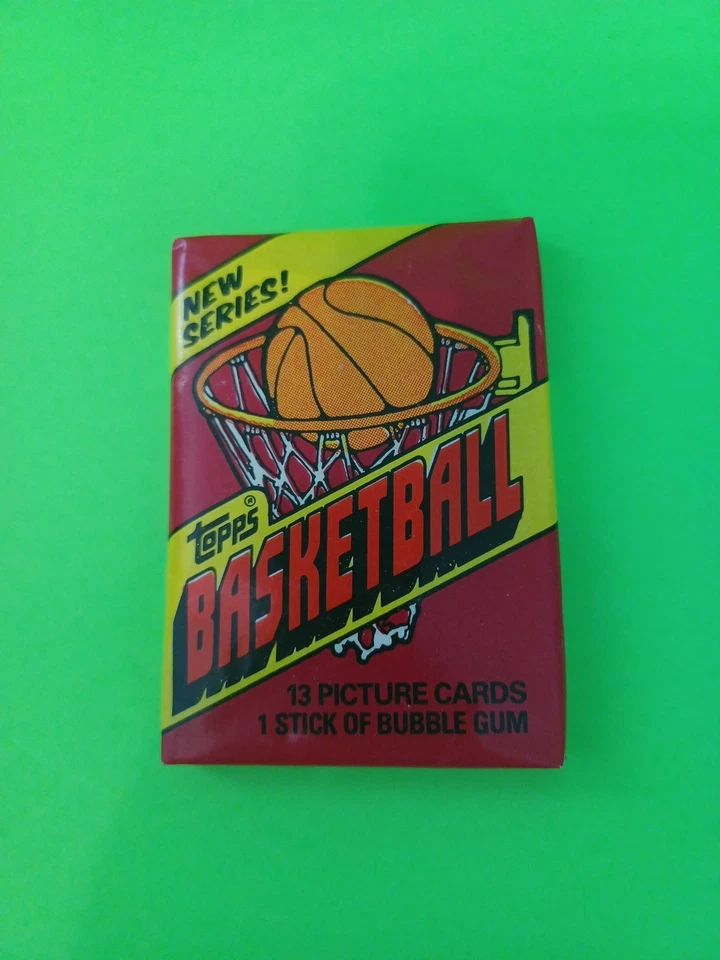 NEW
SERIES!
Topps®
BASKETBALL
13 PICTURE CARDS
1 STICK OF BUBBLE GUM